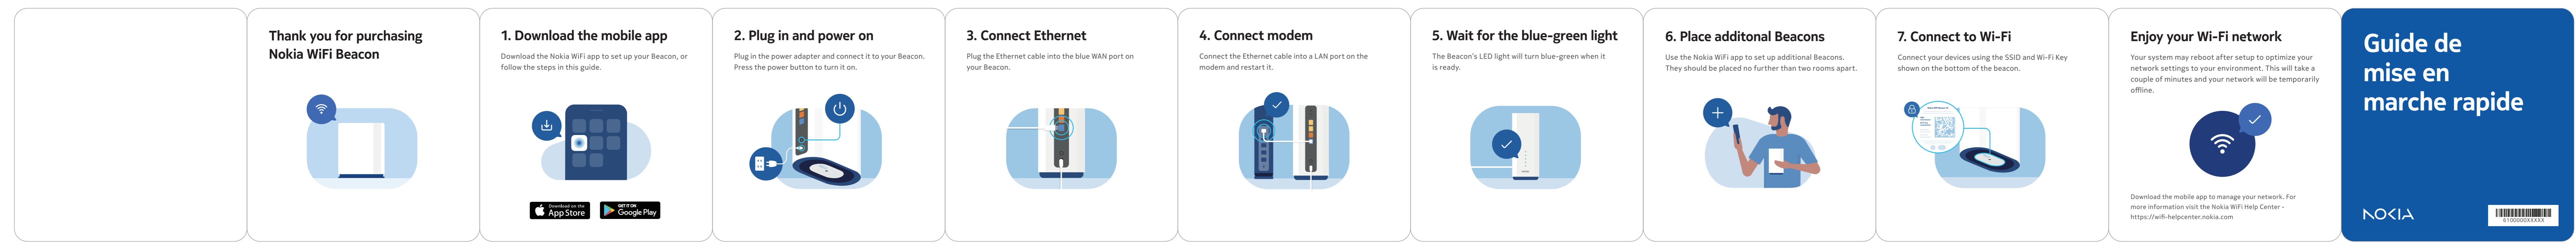 Thank you for purchasing
Nokia WiFi Beacon
1. Download the mobile app
Download the Nokia WiFi app to set up your Beacon, or
follow the steps in this guide.
Download on the
App Store
GET IT ON
Google Play
2. Plug in and power on
Plug in the power adapter and connect it to your Beacon.
Press the power button to turn it on.
3. Connect Ethernet
Plug the Ethernet cable into the blue WAN port on
your Beacon.
4. Connect modem
Connect the Ethernet cable into a LAN port on the
modem and restart it.
5. Wait for the blue-green light
The Beacon's LED light will turn blue-green when it
is ready.
6. Place additonal Beacons
Use the Nokia WiFi app to set up additional Beacons.
They should be placed no further than two rooms apart.
7. Connect to Wi-Fi
Connect your devices using the SSID and Wi-Fi Key
shown on the bottom of the beacon.
Enjoy your Wi-Fi network
Your system may reboot after setup to optimize your
network settings to your environment. This will take a
couple of minutes and your network will be temporarily
offline.
Download the mobile app to manage your network. For
more information visit the Nokia WiFi Help Center -
https://wifi-helpcenter.nokia.com
Guide de
mise en
marche rapide
NOKIA
6100000XXXXX